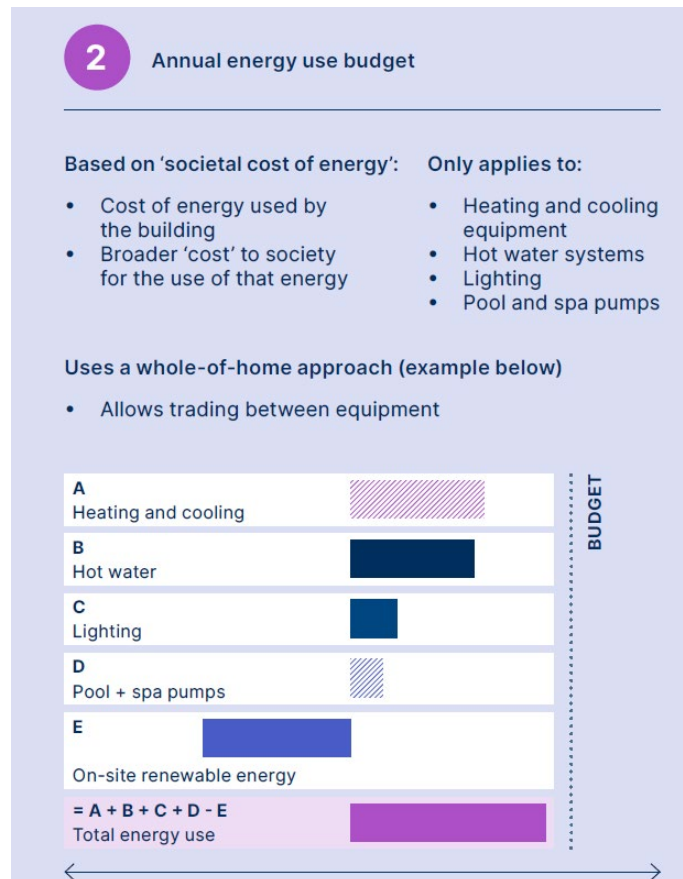 2
Annual energy use budget
Based on ‘societal cost of energy’:
• Cost of energy used by
the building
• Broader ‘cost’ to society
for the use of that energy
Only applies to:
• Heating and cooling
equipment
• Hot water systems
• Lighting
• Pool and spa pumps
Uses a whole-of-home approach (example below)
• Allows trading between equipment
A
Heating and cooling
B
Hot water
C
Lighting
D
Pool + spa pumps
E
On-site renewable energy
= A + B + C + D - E
Total energy use
BUDGET